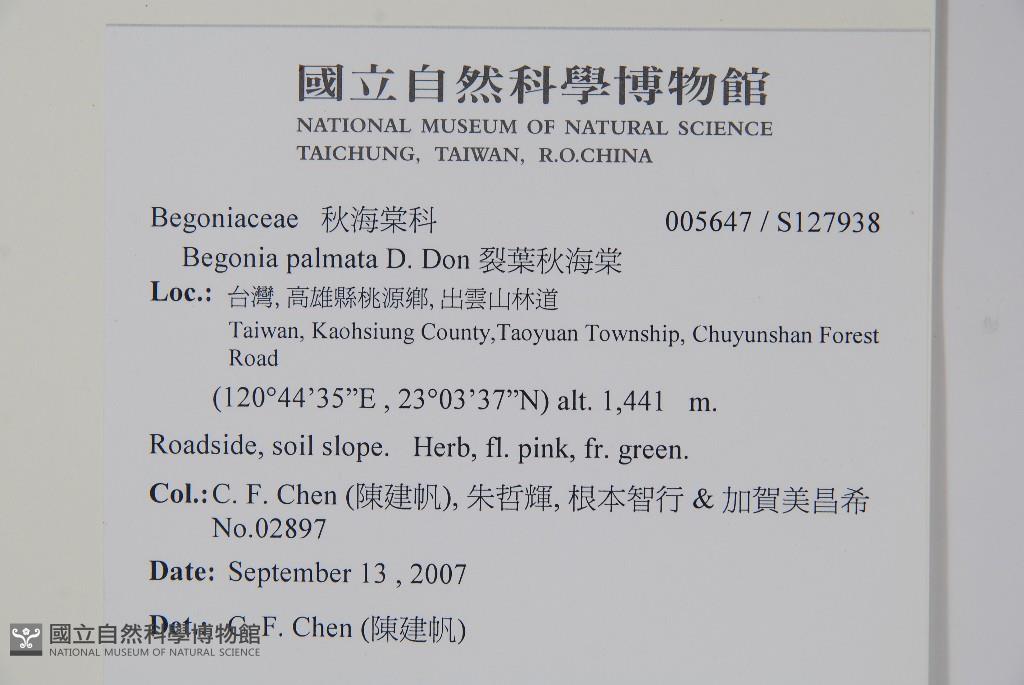 國立自然科學博物館
NATIONAL MUSEUM OF NATURAL SCIENCE
TAICHUNG, TAIWAN, R.O.CHINA
Begoniaceae 秋海棠科 005647 / S127938
Begonia palmata D. Don 裂葉秋海棠
Loc.: 台灣, 高雄縣桃源鄉, 出雲山林道
Taiwan, Kaohsiung County,Taoyuan Township, Chuyunshan Forest
Road
(120°44’35”E , 23°03’37”N) alt. 1,441 m.
Roadside, soil slope. Herb, fl. pink, fr. green.
Col.: C. F. Chen (陳建帆), 朱哲輝, 根本智行 & 加賀美昌希
No.02897
Date: September 13 , 2007
Det.: C. F. Chen (陳建帆)
國立自然科學博物館
NATIONAL MUSEUM OF NATURAL SCIENCE